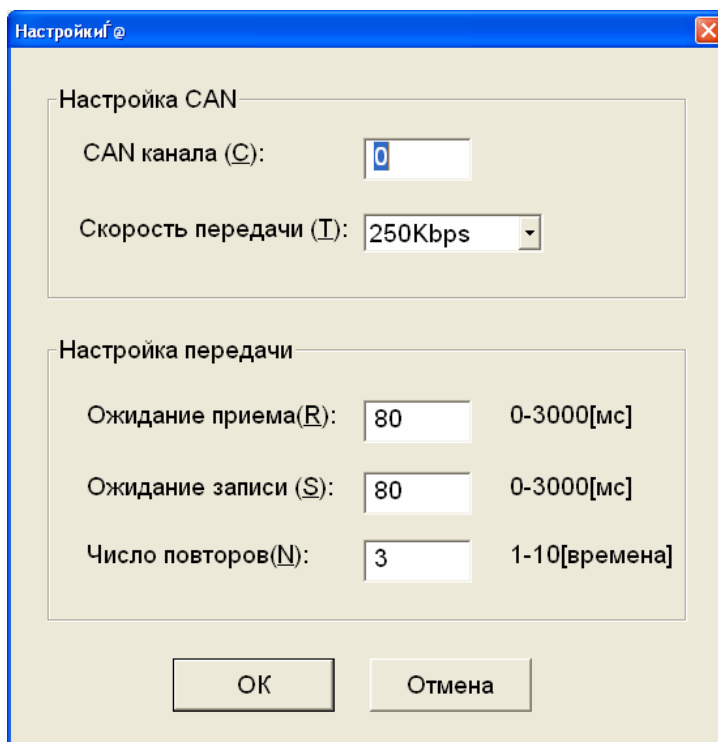 НастройкиЃ@
Настройка CAN
CAN канала (C): 0
Скорость передачи (T): 250Kbps
Настройка передачи
Ожидание приема(R): 80 0-3000[мс]
Ожидание записи (S): 80 0-3000[мс]
Число повторов(N): 3 1-10[времена]
ОК Отмена